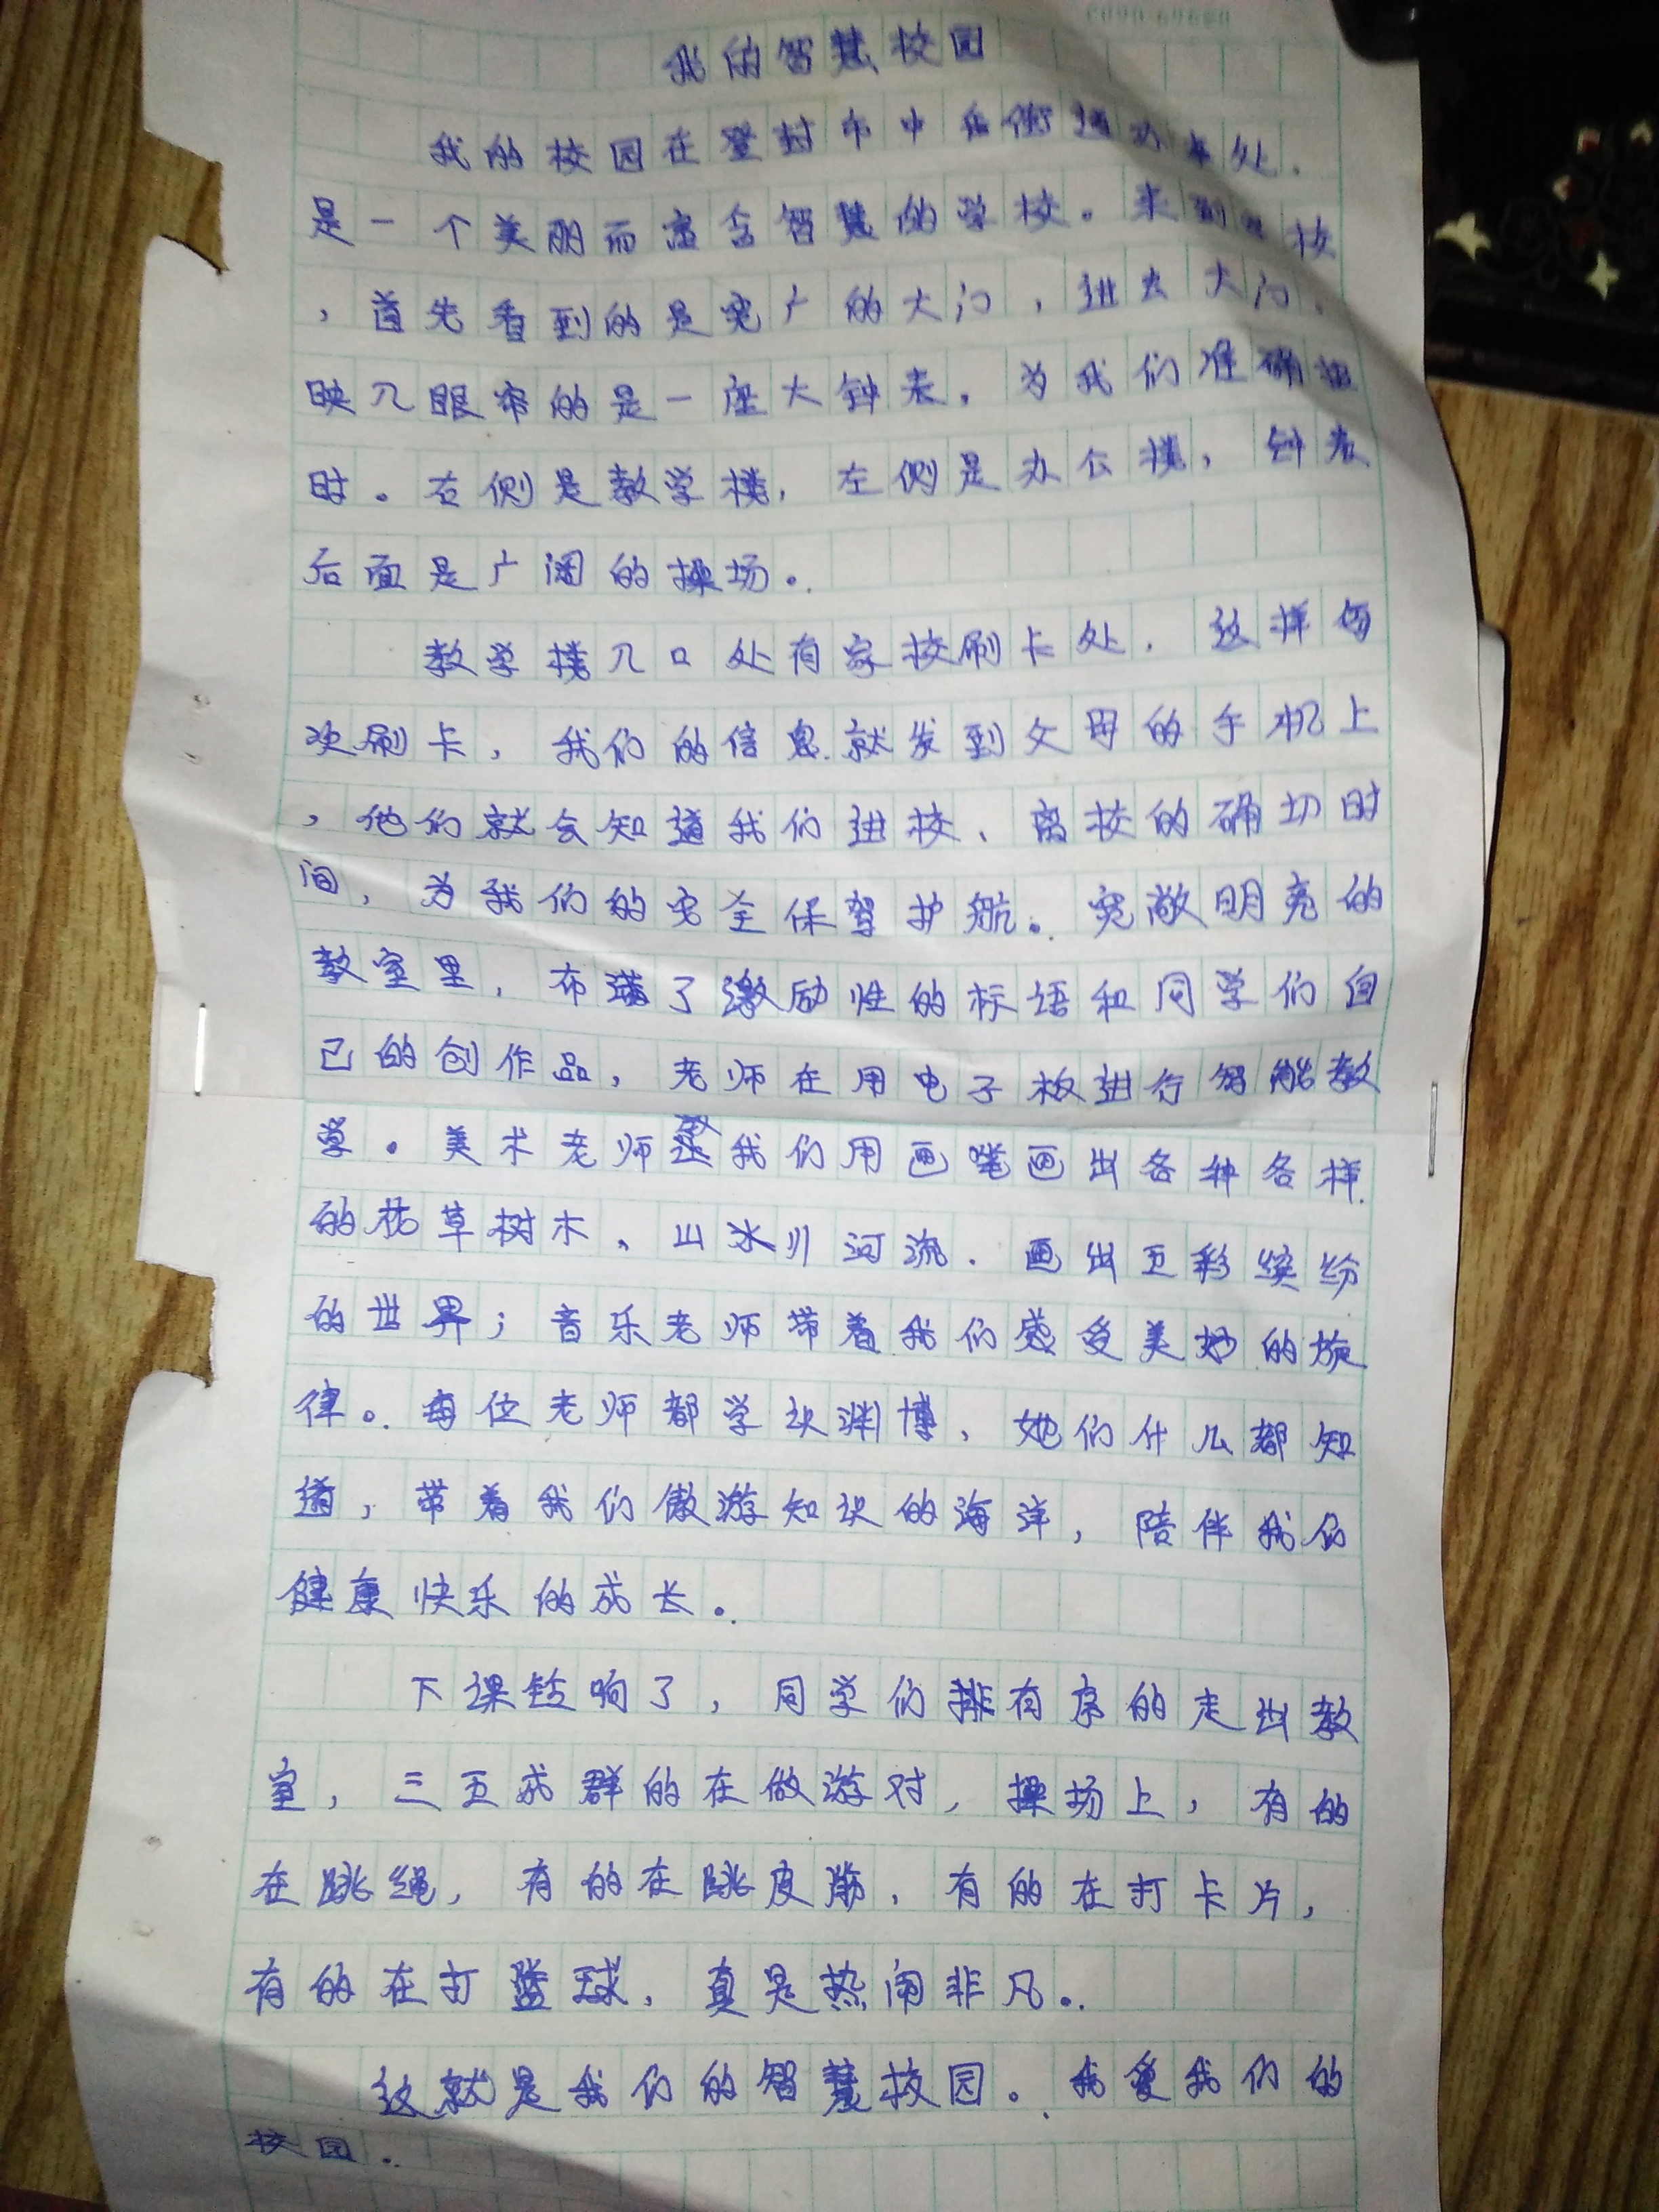 我的智慧校园
我的校园在登封市中岳街道办事处,
是一个美丽而富含智慧的学校。来到学校
,首先看到的是宽广的大门,进去大门,
映入眼帘的是一座大钟表,为我们准确报
时。右侧是教学楼,左侧是办公楼,钟表
后面是广阔的操场。
教学楼入口处有家校刷卡处,这样每
次刷卡,我们的信息就发到父母的手机上
,他们就会知道我们进校、离校的确切时
间,为我们的安全保驾护航。宽敞明亮的
教室里,布满了激励性的标语和同学们自
己的创作品,老师在用电子板进行智能教
学。美术老师教我们用画笔画出各种各样
的花草树木,山水川河流,画出五彩缤纷
的世界;音乐老师带着我们感受美妙的旋
律。每位老师都学识渊博,她们什么都知
道,带着我们傲游知识的海洋,陪伴我们
健康快乐的成长。
下课铃响了,同学们排有序的走出教
室,三五成群的在做游对,操场上,有的
在跳绳,有的在跳皮筋,有的在打卡片,
有的在打篮球,真是热闹非凡。
这就是我们的智慧校园。我爱我们的
校园。